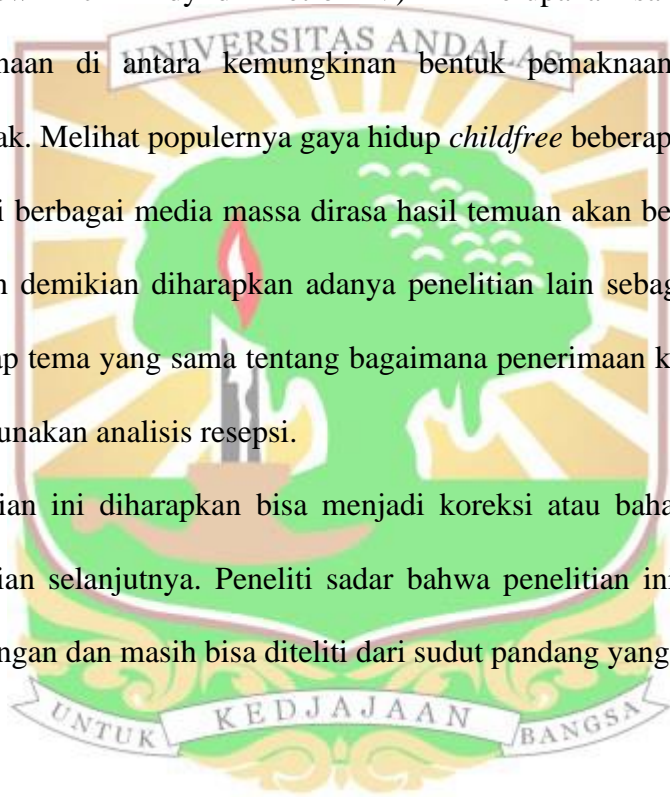 UNIVERSITAS ANDALAS
naan di antara kemungkinan bentuk pemaknaan
ak. Melihat populernya gaya hidup childfree beberap
i berbagai media massa dirasa hasil temuan akan be
n demikian diharapkan adanya penelitian lain sebag
ap tema yang sama tentang bagaimana penerimaan k
unakan analisis resepsi.
ian ini diharapkan bisa menjadi koreksi atau baha
ian selanjutnya. Peneliti sadar bahwa penelitian ini
ngan dan masih bisa diteliti dari sudut pandang yang
UNTUK KEDJAJAAN BANGSA